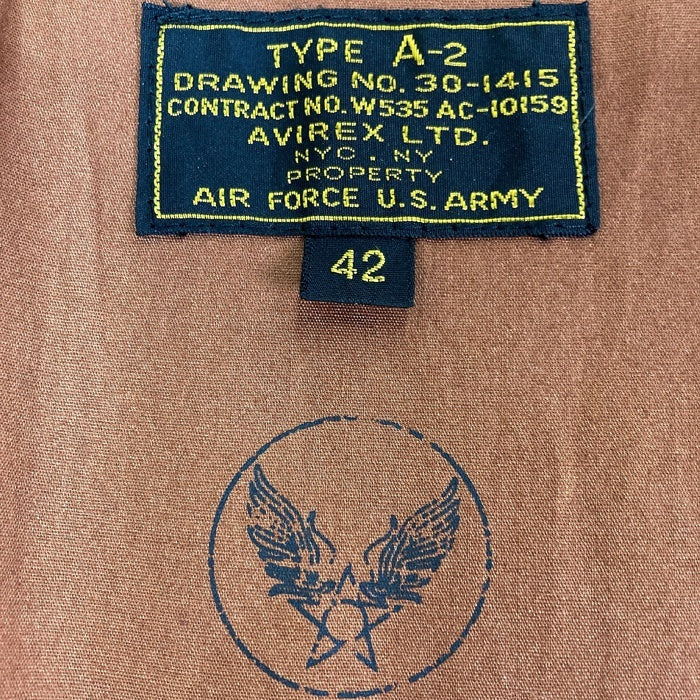 TYPE A-2
DRAWING NO. 30-1415
CONTRACT NO. W535 AC-10159
AVIREX LTD.
NYC. NY
PROPERTY
AIR FORCE U.S. ARMY
42